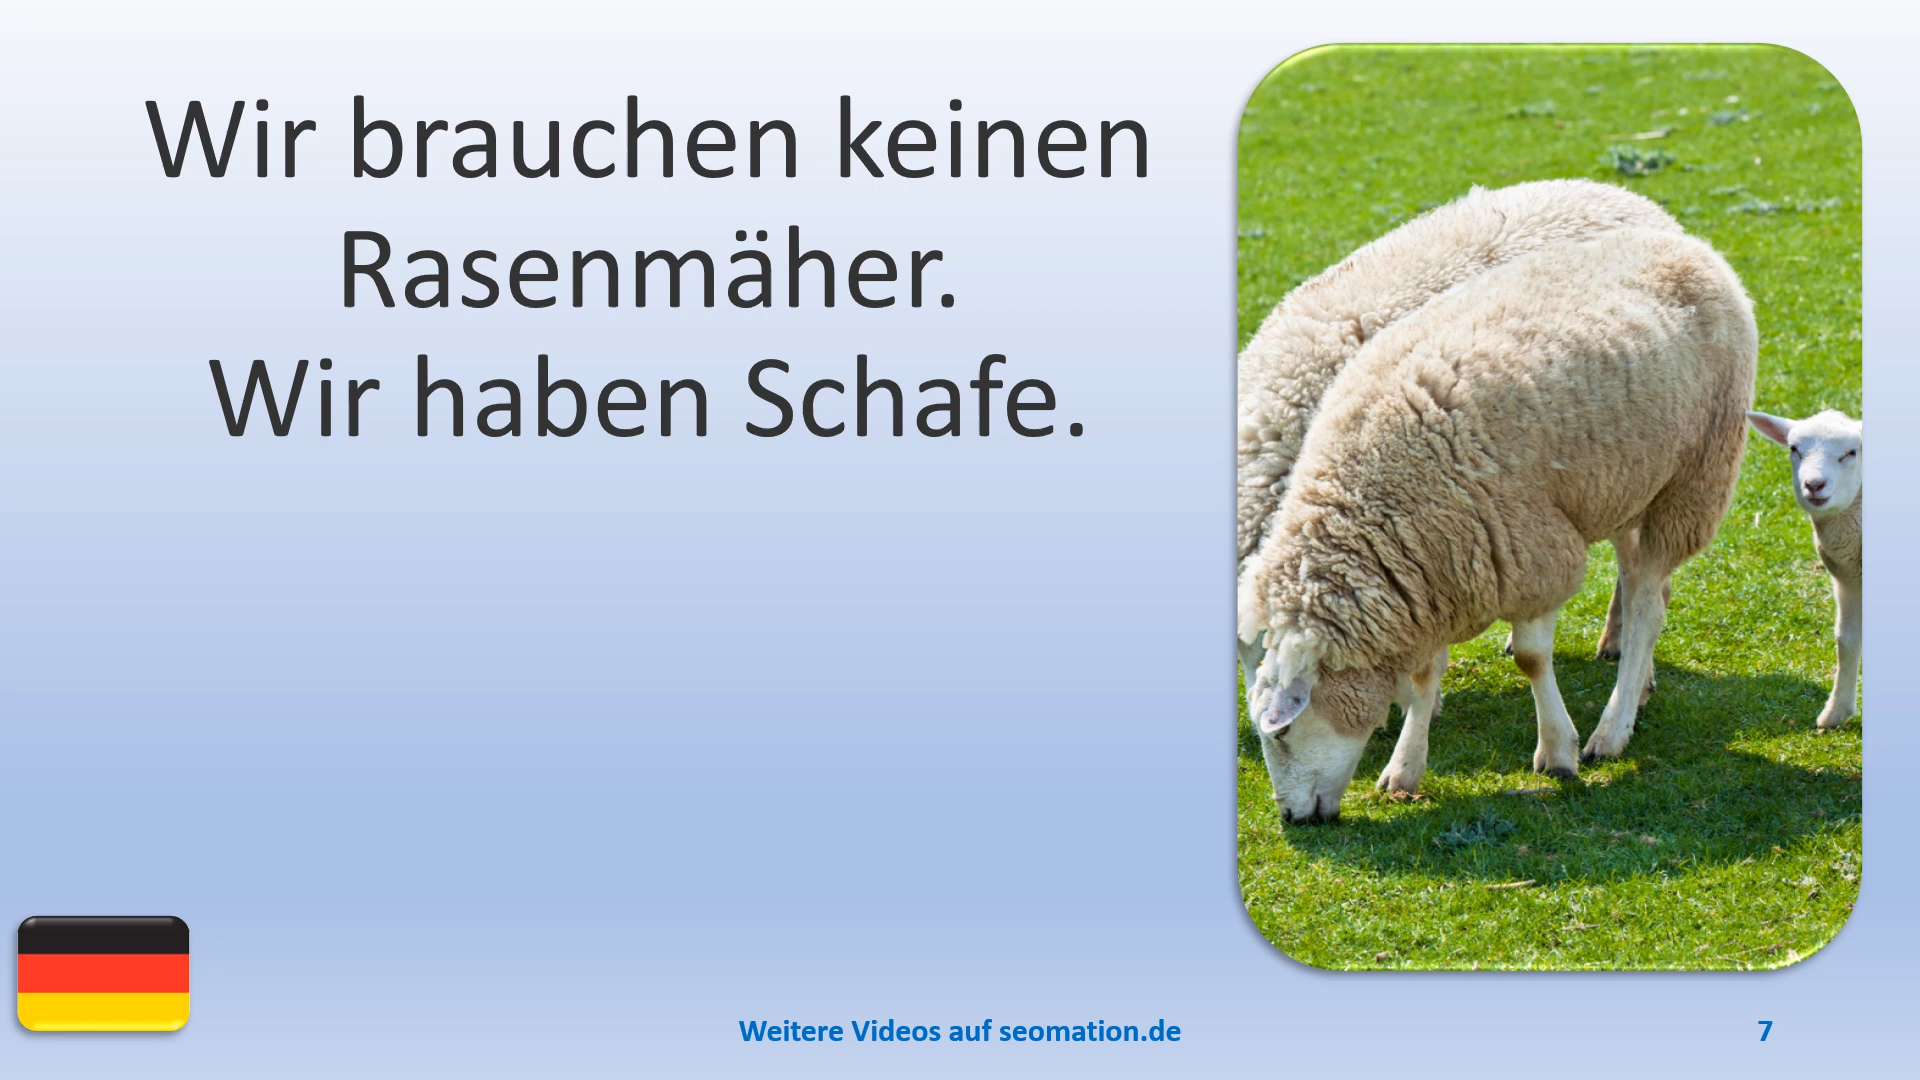 Wir brauchen keinen
Rasenmäher.
Wir haben Schafe.
Weitere Videos auf seomation.de
7